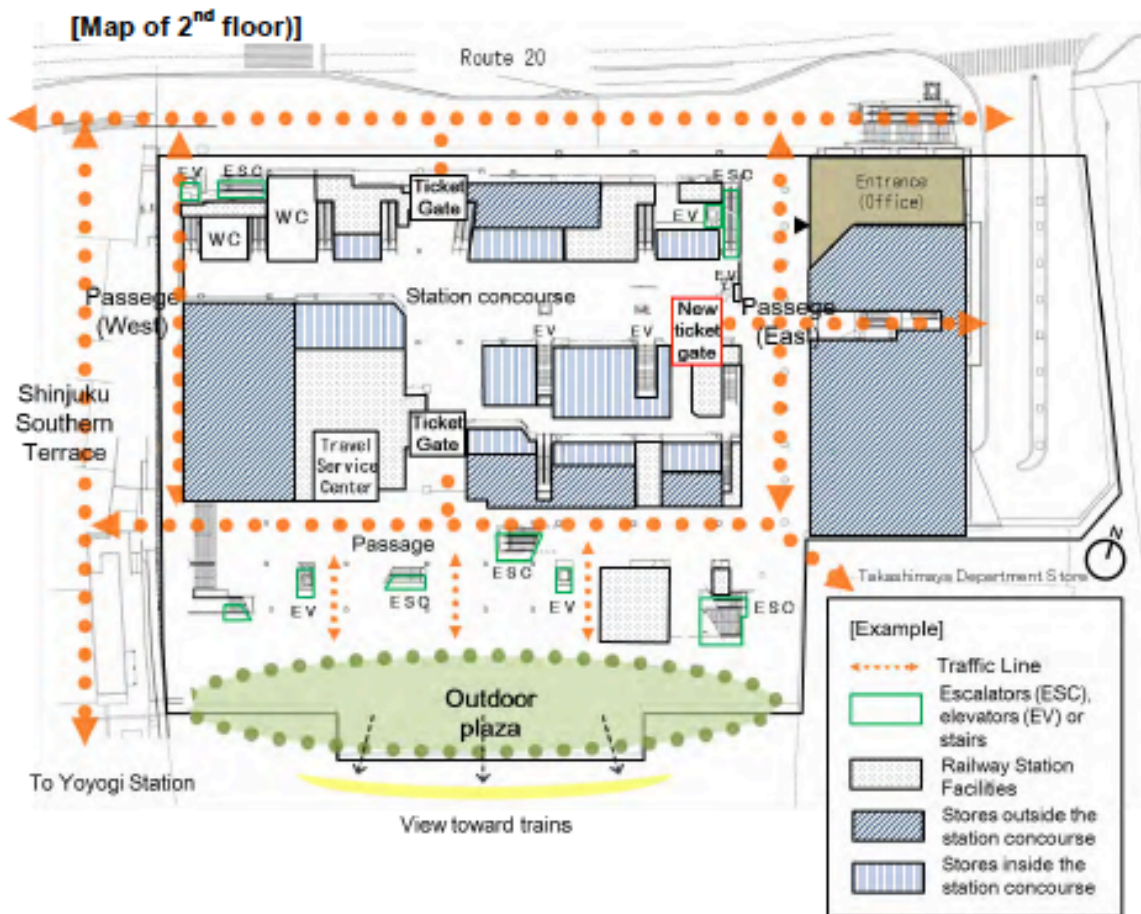 [Map of 2nd floor)]
Route 20
EV
ESC
Ticket
Gate
ESC
Entrance
(Office)
WC
WC
EV
EV
Passege
(West)
Station concourse
New
ticket
gate
Passege
(East)
EV
EV
Shinjuku
Southern
Terrace
Ticket
Gate
Travel
Service
Center
Passage
ESC
N
Takashimaya Department Store
EV
ESC
EV
ESC
[Example]
Traffic Line
Escalators (ESC),
elevators (EV) or
stairs
Outdoor
plaza
Railway Station
Facilities
To Yoyogi Station
Stores outside the
station concourse
View toward trains
Stores inside the
station concourse